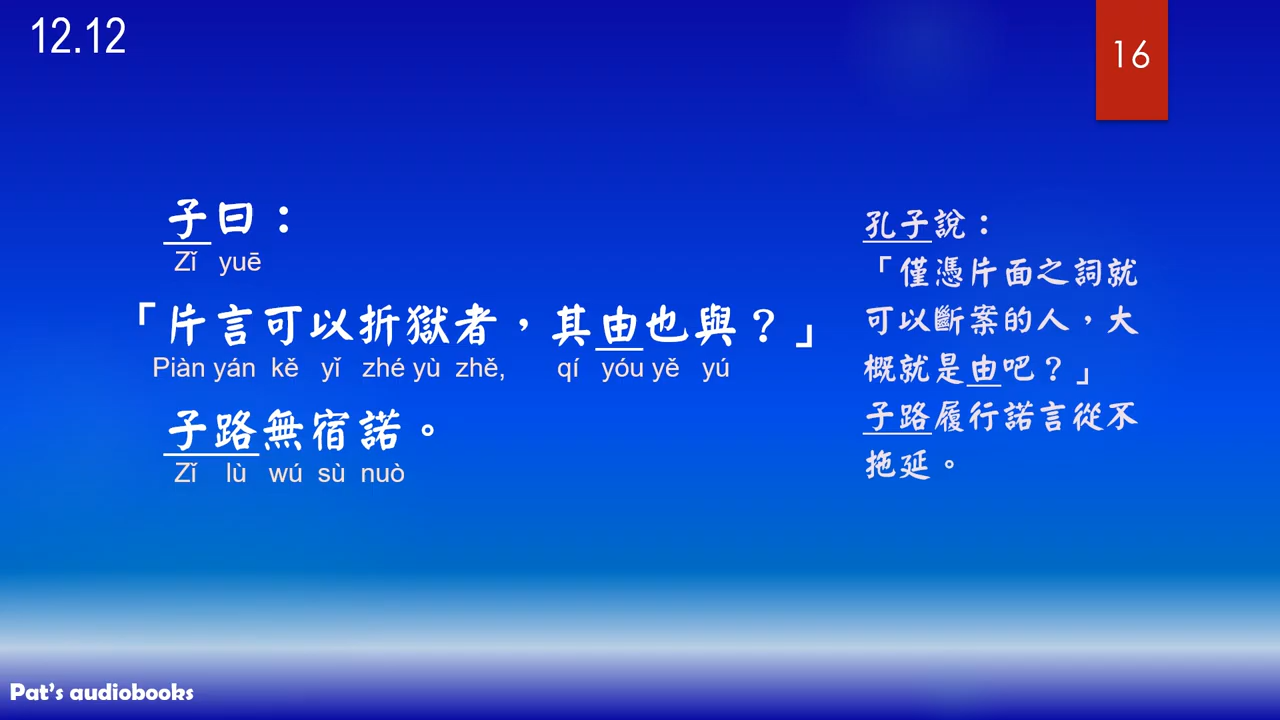 12.12
16
子曰：
Zǐ yuē
「片言可以折獄者，其由也與？」
Piàn yán kě yǐ zhé yù zhě, qí yóu yě yú
子路無宿諾。
Zǐ lù wú sù nuò
孔子說：
「僅憑片面之詞就
可以斷案的人，大
概就是由吧？」
子路履行諾言從不
拖延。
Pat's audiobooks